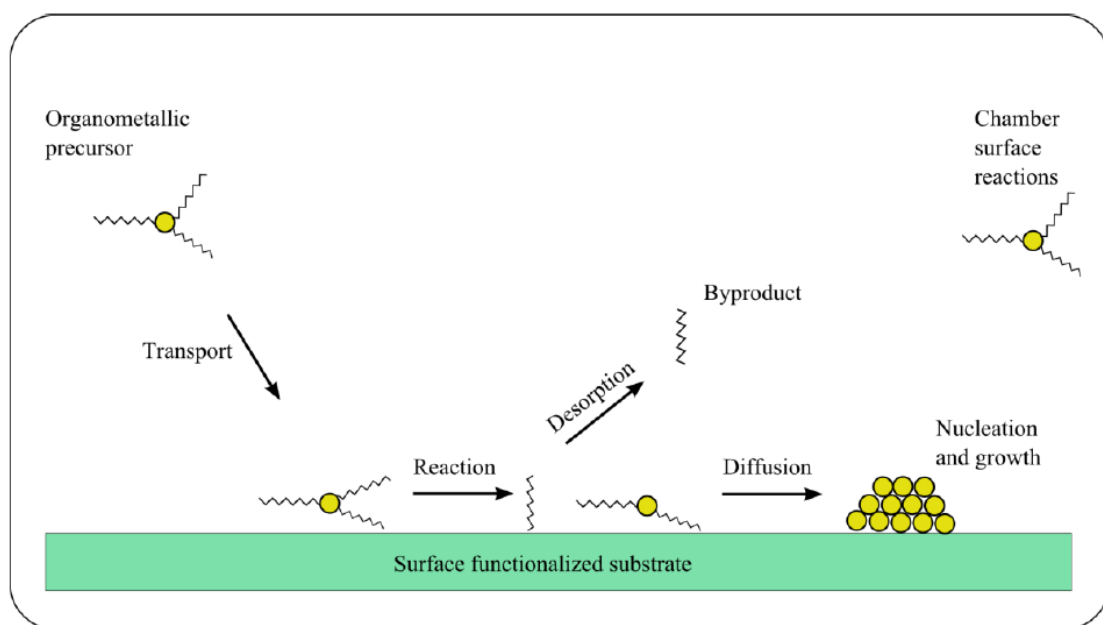 Organometallic
precursor
Chamber
surface
reactions
Byproduct
Transport
Desorption
Reaction
Diffusion
Nucleation
and growth
Surface functionalized substrate